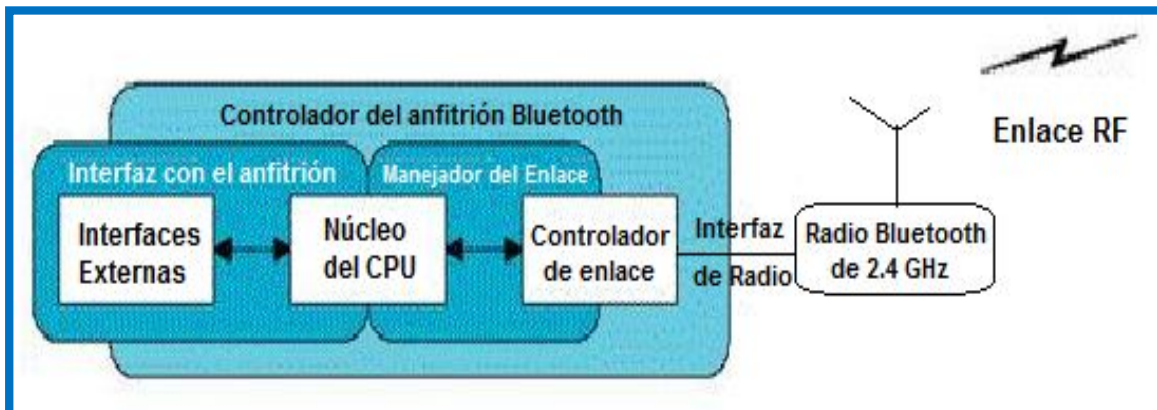 Controlador del anfitrión Bluetooth
Interfaz con el anfitrión
Manejador del Enlace
Interfaces
Externas
Núcleo
del CPU
Controlador
de enlace
Interfaz
de Radio
Radio Bluetooth
de 2.4 GHz
Enlace RF